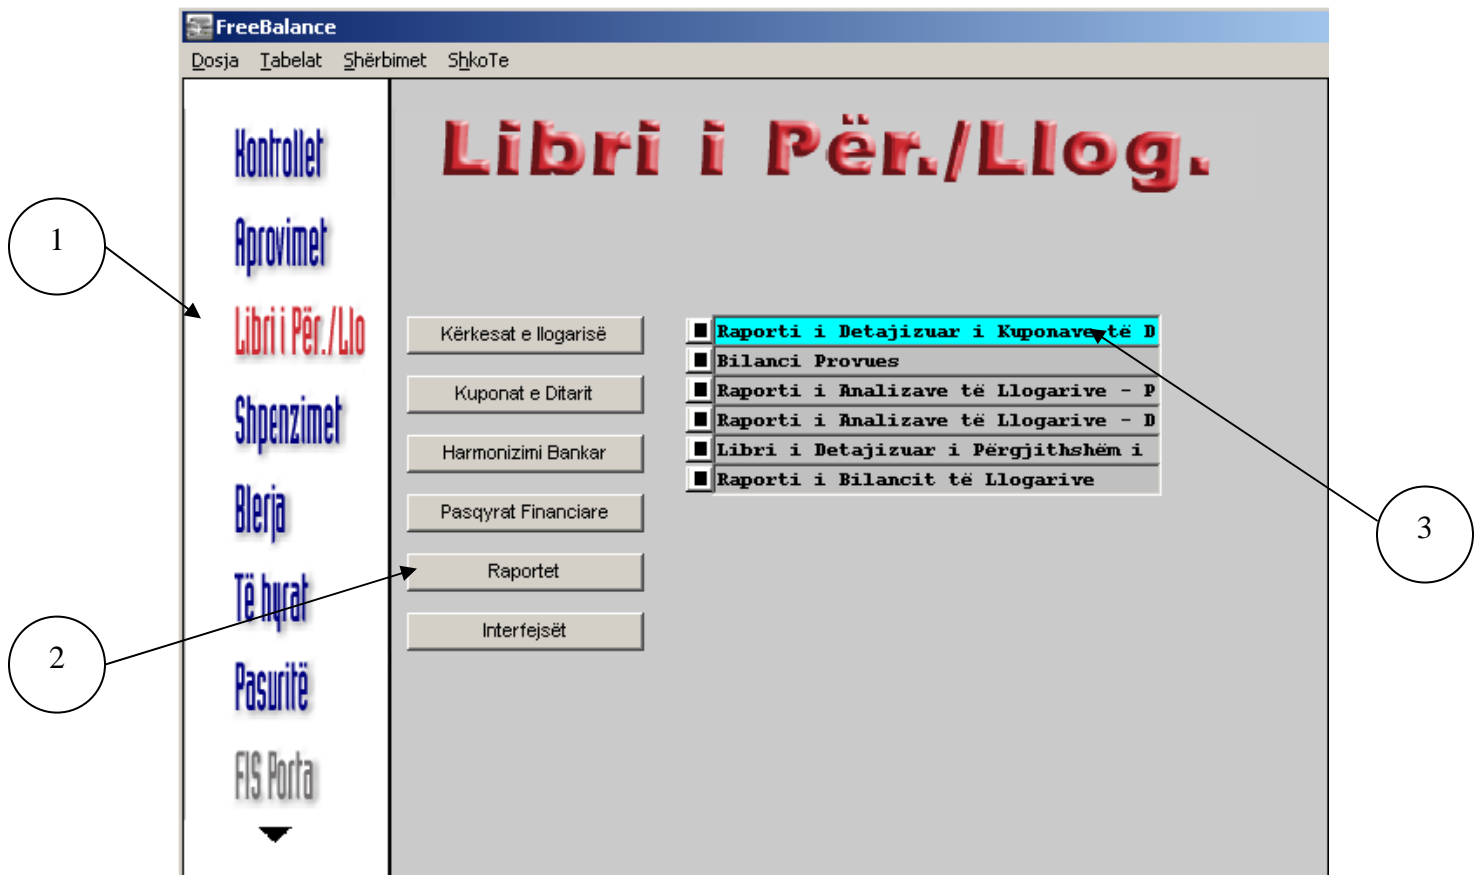 FreeBalance
Dosja Tabelat Shërbimet ShkoTe
Libri i Për./Llog.
Kontrollet
Aprovimet
Libri i Për./Llo
Shpenzimet
Blerja
Të hyrat
Pasuritë
FIS Porta
Kërkesat e llogarisë
Kuponat e Ditarit
Harmonizimi Bankar
Pasqyrat Financiare
Raportet
Interfejsët
Raporti i Detajizuar i Kuponave të D
Bilanci Provues
Raporti i Analizave të Llogarive - P
Raporti i Analizave të Llogarive - D
Libri i Detajizuar i Përgjithshëm i
Raporti i Bilancit të Llogarive
1
2
3